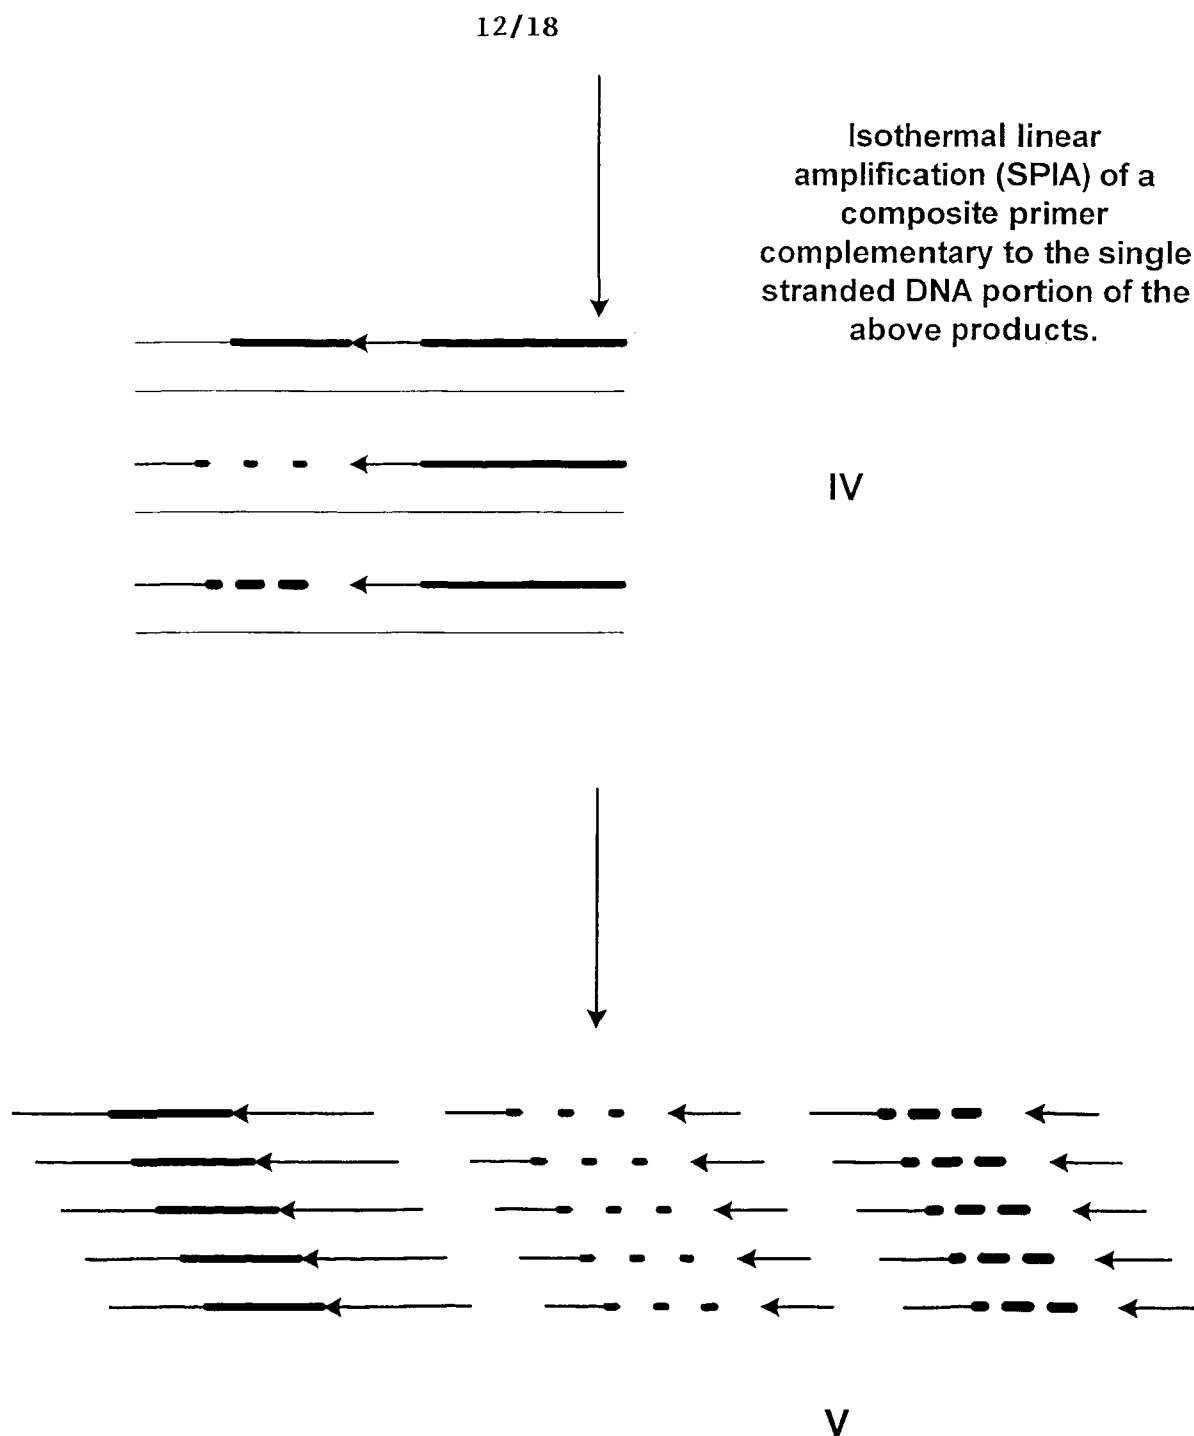 12/18
Isothermal linear
amplification (SPIA) of a
composite primer
complementary to the single
stranded DNA portion of the
above products.
IV
V